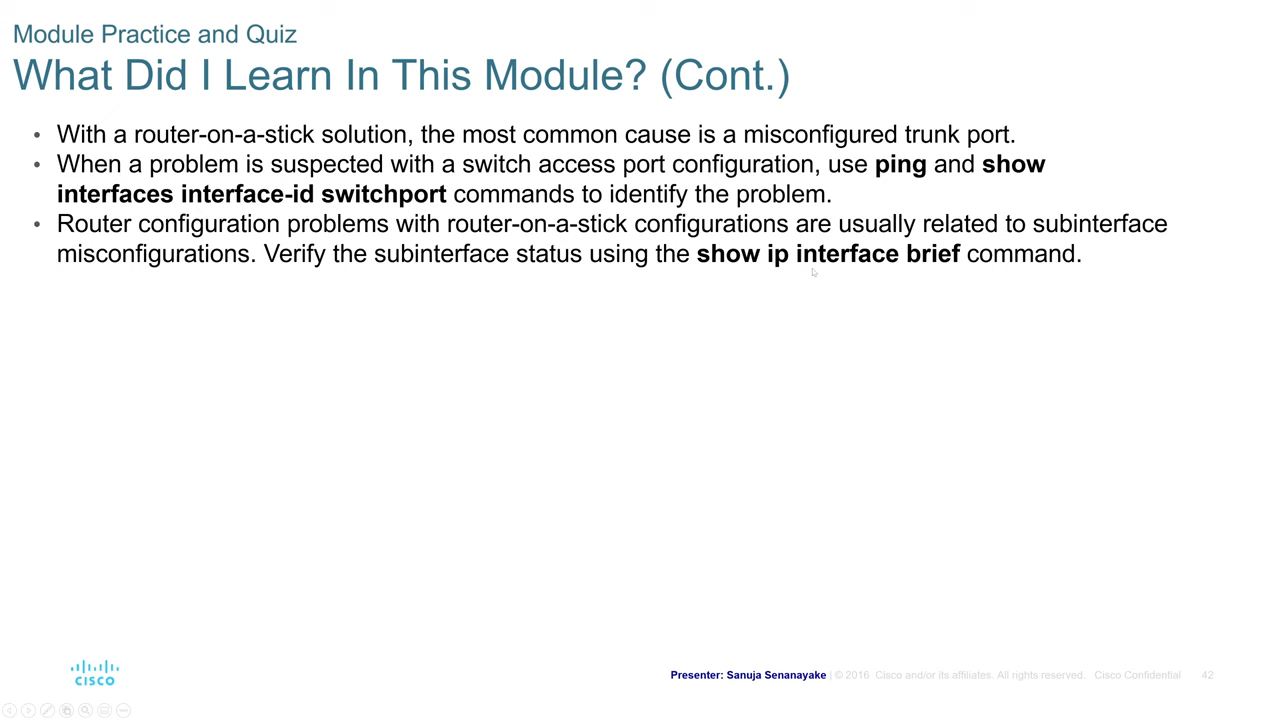 Module Practice and Quiz
What Did I Learn In This Module? (Cont.)
• With a router-on-a-stick solution, the most common cause is a misconfigured trunk port.
• When a problem is suspected with a switch access port configuration, use ping and show
interfaces interface-id switchport commands to identify the problem.
• Router configuration problems with router-on-a-stick configurations are usually related to subinterface
misconfigurations. Verify the subinterface status using the show ip interface brief command.
CISCO
Presenter: Sanuja Senanayake | © 2016 Cisco and/or its affiliates. All rights reserved. Cisco Confidential 42